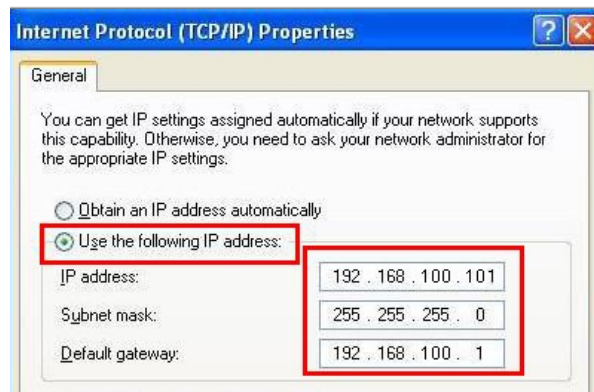 Internet Protocol (TCP/IP) Properties
General
You can get IP settings assigned automatically if your network supports
this capability. Otherwise, you need to ask your network administrator for
the appropriate IP settings.
Obtain an IP address automatically
Use the following IP address:
IP address: 192 . 168 . 100 . 101
Subnet mask: 255 . 255 . 255 . 0
Default gateway: 192 . 168 . 100 . 1